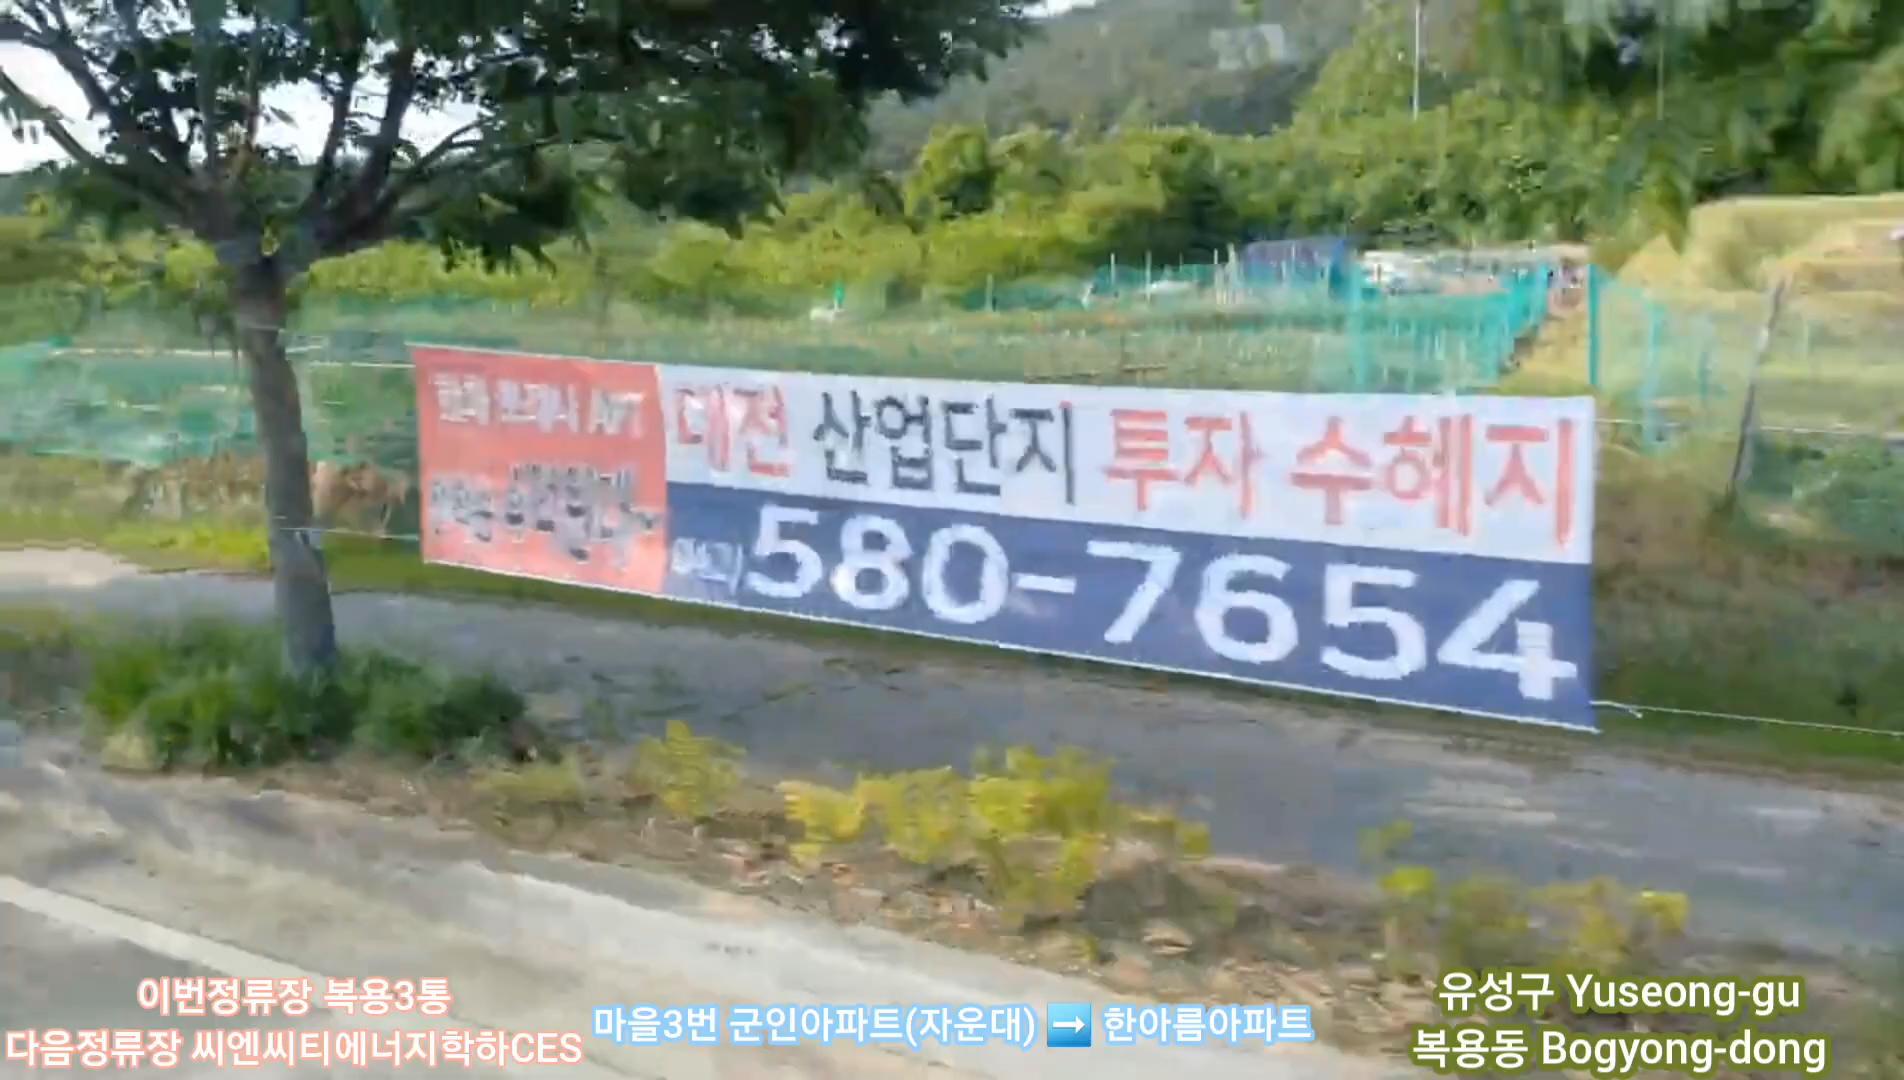 대전 산업단지 투자 수혜지
580-7654
이번정류장 복용3통
다음정류장 씨엔씨티에너지학하CES
마을3번 군인아파트(자운대) ➡ 한아름아파트
유성구 Yuseong-gu
복용동 Bogyong-dong